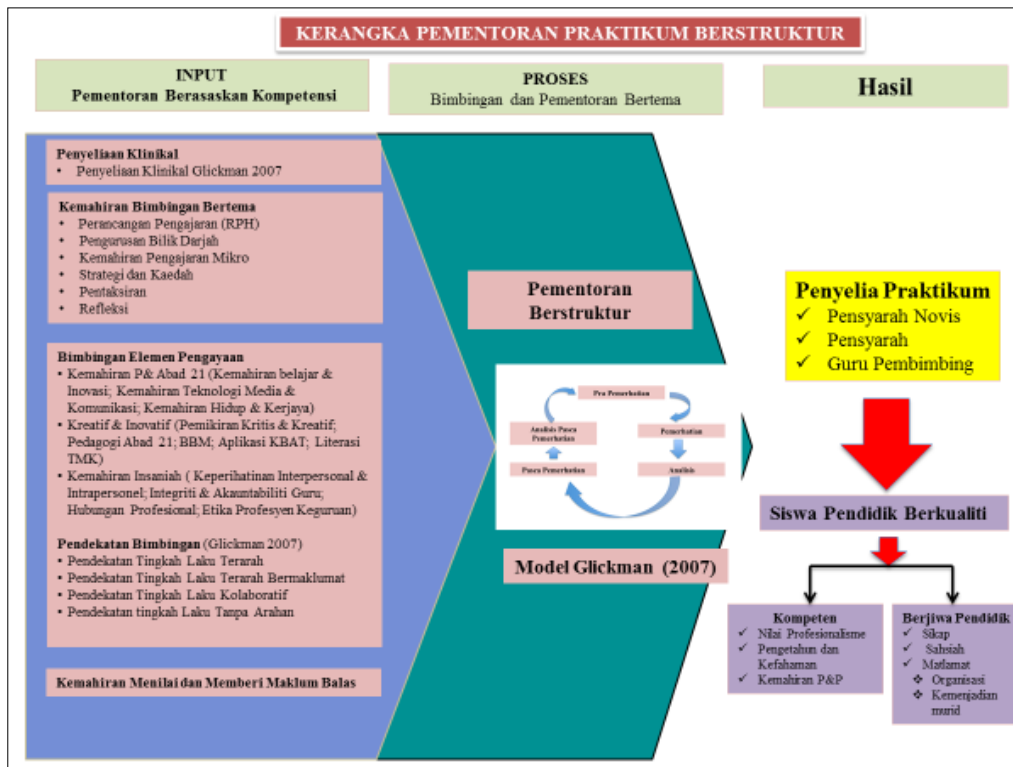 KERANGKA PEMENTORAN PRAKTIKUM BERSTRUKTUR
INPUT
Pementoran Berasaskan Kompetensi
PROSES
Bimbingan dan Pementoran Bertema
Hasil
Penyeliaan Klinikal
• Penyeliaan Klinikal Glickman 2007
Kemahiran Bimbingan Bertema
• Perancangan Pengajaran (RPH)
• Pengurusan Bilik Darjah
• Kemahiran Pengajaran Mikro
• Strategi dan Kaedah
• Pentaksiran
• Refleksi
Bimbingan Elemen Pengayaan
• Kemahiran P& Abad 21 (Kemahiran belajar &
Inovasi; Kemahiran Teknologi Media &
Komunikasi; Kemahiran Hidup & Kerjaya)
• Kreatif & Inovatif (Pemikiran Kritis & Kreatif;
Pedagogi Abad 21; BBM; Aplikasi KBAT; Literasi
TMK)
• Kemahiran Insaniah ( Keperihatinan Interpersonal &
Intrapersonel; Integriti & Akauntabiliti Guru;
Hubungan Profesional; Etika Profesyen Keguruan)
Pendekatan Bimbingan (Glickman 2007)
• Pendekatan Tingkah Laku Terarah
• Pendekatan Tingkah Laku Terarah Bermaklumat
• Pendekatan Tingkah Laku Kolaboratif
• Pendekatan tingkah Laku Tanpa Arahan
Kemahiran Menilai dan Memberi Maklum Balas
Pementoran
Berstruktur
Pra Pemerhatian
Pemerhatian
Analisis
Pasca Pemerhatian
Analisis Pasca
Pemerhatian
Model Glickman (2007)
Penyelia Praktikum
✓ Pensyarah Novis
✓ Pensyarah
✓ Guru Pembimbing
Siswa Pendidik Berkualiti
Kompeten
✓ Nilai Profesionalisme
✓ Pengetahun dan
Kefahaman
✓ Kemahiran P&P
Berjiwa Pendidik
✓ Sikap
✓ Sahsiah
✓ Matlamat
❖ Organisasi
❖ Kemenjadian
murid